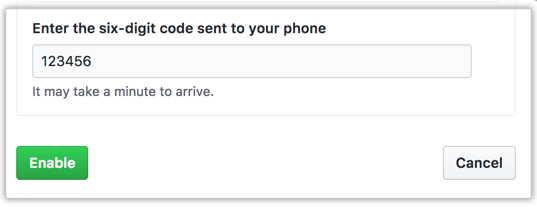 Enter the six-digit code sent to your phone
123456
It may take a minute to arrive.
Enable
Cancel